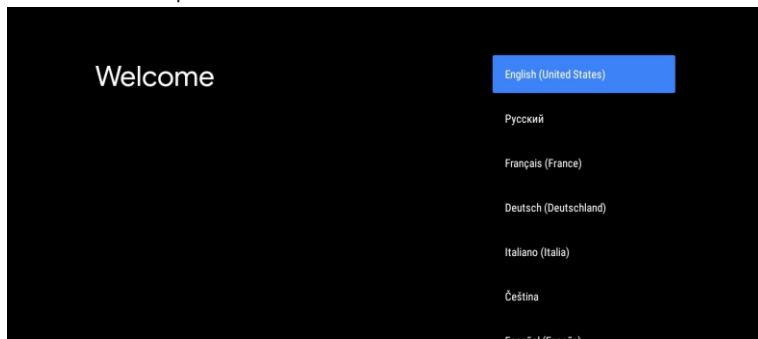 Welcome
English (United States)
Русский
Français (France)
Deutsch (Deutschland)
Italiano (Italia)
Čeština